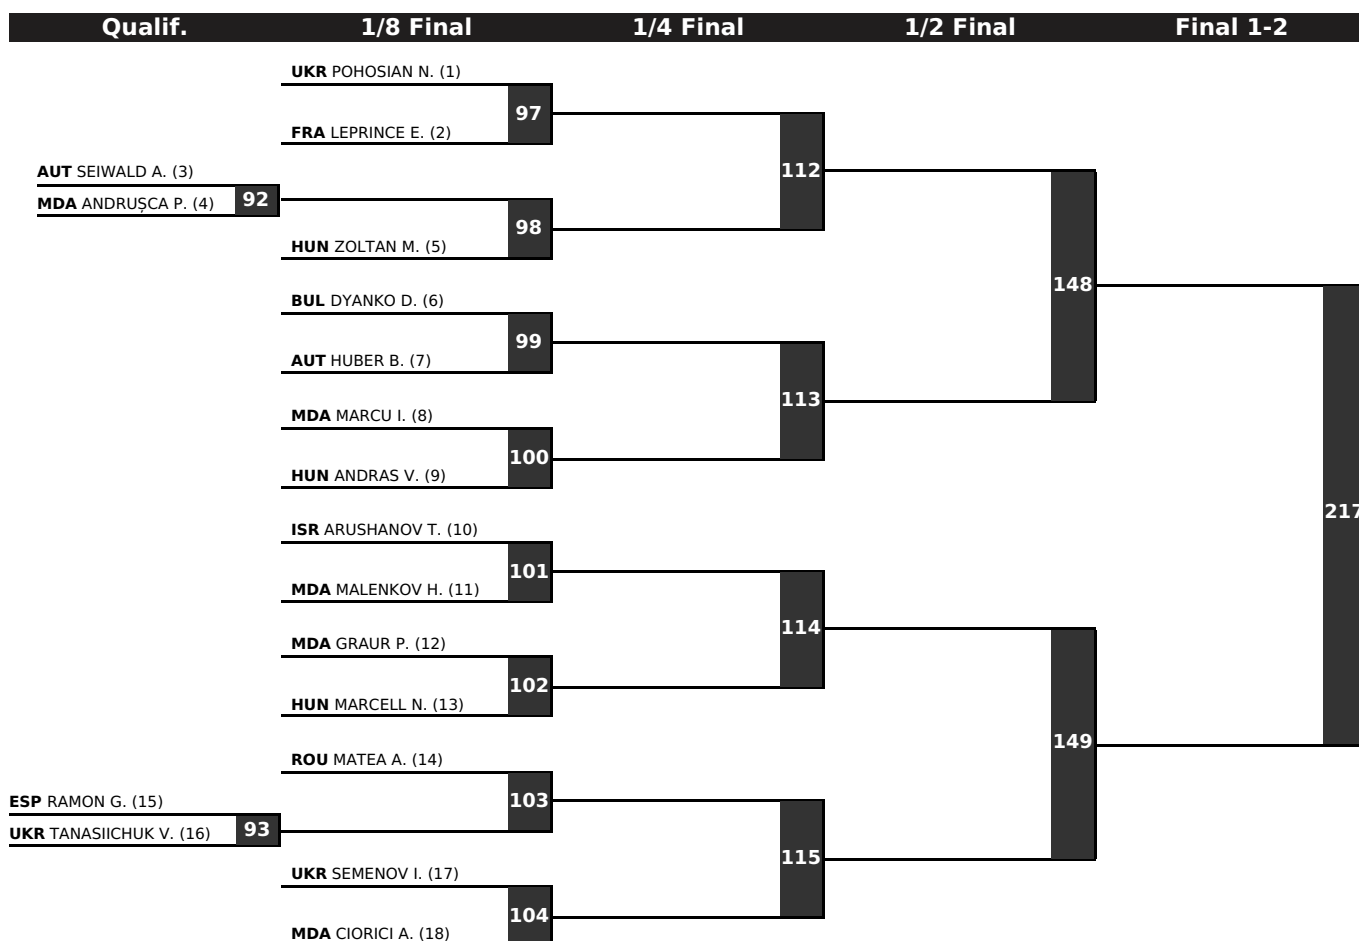 Qualif. 1/8 Final 1/4 Final 1/2 Final Final 1-2
UKR POHOSIAN N. (1)
97
FRA LEPRINCE E. (2)
AUT SEIWALD A. (3)
112
MDA ANDRUȘCA P. (4) 92
98
HUN ZOLTAN M. (5)
148
BUL DYANKO D. (6)
99
AUT HUBER B. (7)
113
MDA MARCU I. (8)
100
HUN ANDRAS V. (9)
217
ISR ARUSHANOV T. (10)
101
MDA MALENKOV H. (11)
114
MDA GRAUR P. (12)
102
HUN MARCELL N. (13)
149
ROU MATEA A. (14)
103
ESP RAMON G. (15)
UKR TANASIICHUK V. (16) 93
115
UKR SEMENOV I. (17)
104
MDA CIORICI A. (18)